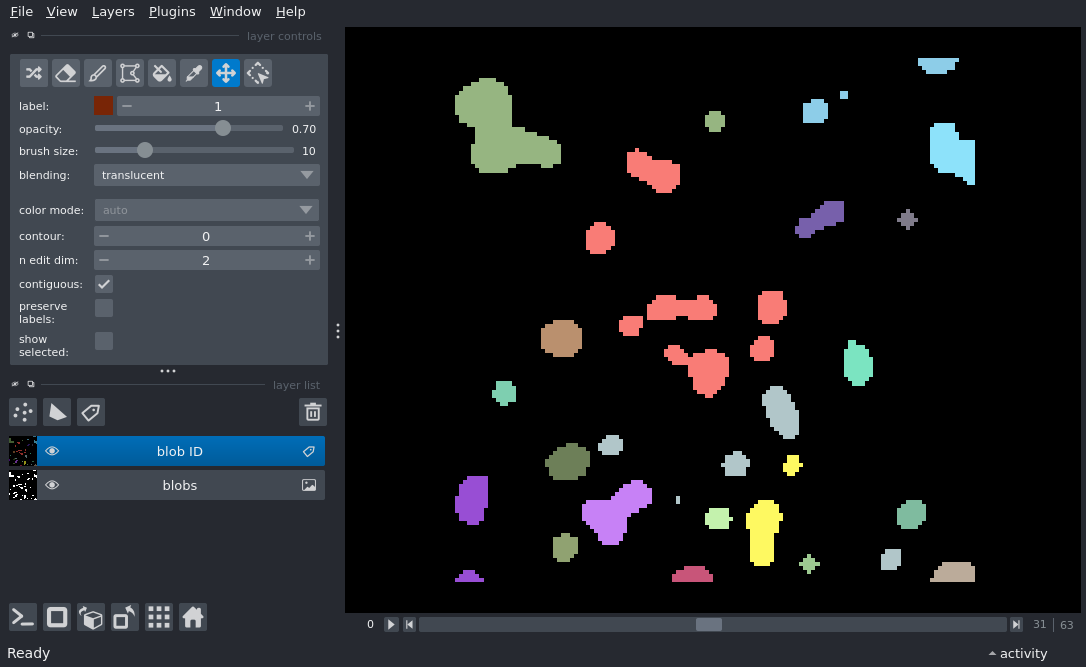 File View Layers Plugins Window Help
layer controls
label: 1
opacity: 0.70
brush size: 10
blending: translucent
color mode: auto
contour: 0
n edit dim: 2
contiguous:
preserve
labels:
show
selected:
layer list
blob ID
blobs
0 31 | 63
Ready activity